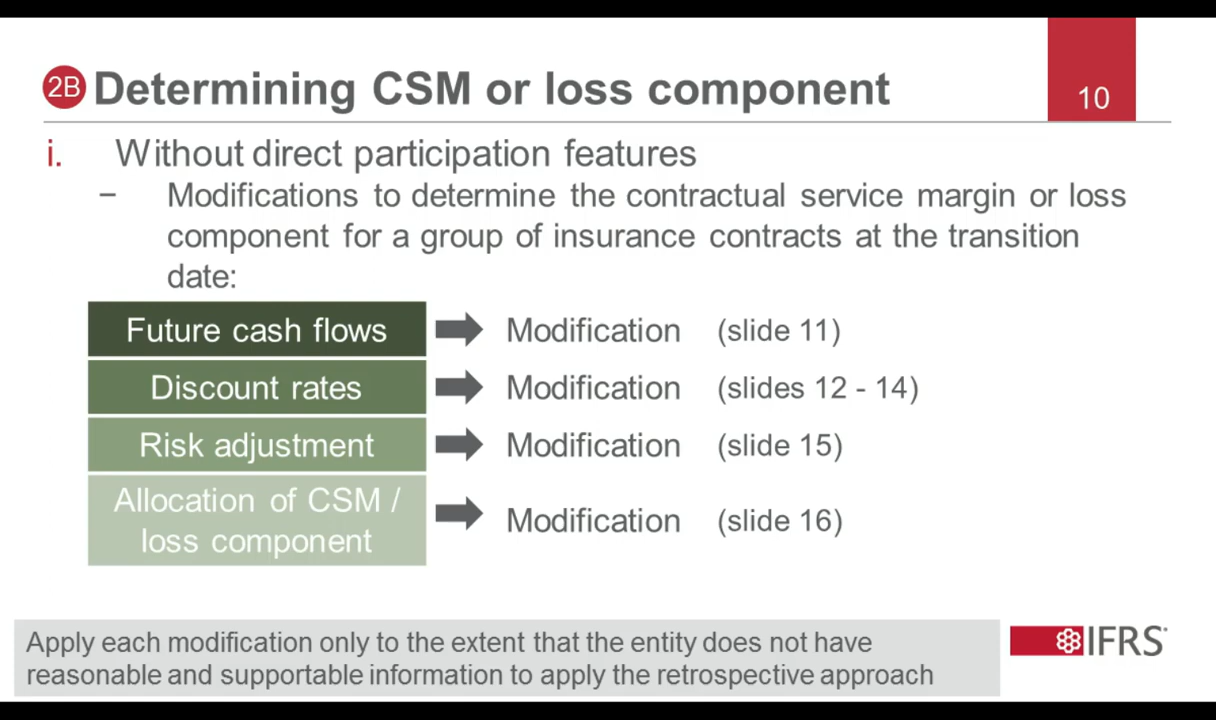 2B Determining CSM or loss component
10
i. Without direct participation features
– Modifications to determine the contractual service margin or loss
component for a group of insurance contracts at the transition
date:
Future cash flows Modification (slide 11)
Discount rates Modification (slides 12 - 14)
Risk adjustment Modification (slide 15)
Allocation of CSM /
loss component Modification (slide 16)
Apply each modification only to the extent that the entity does not have
reasonable and supportable information to apply the retrospective approach
IFRS